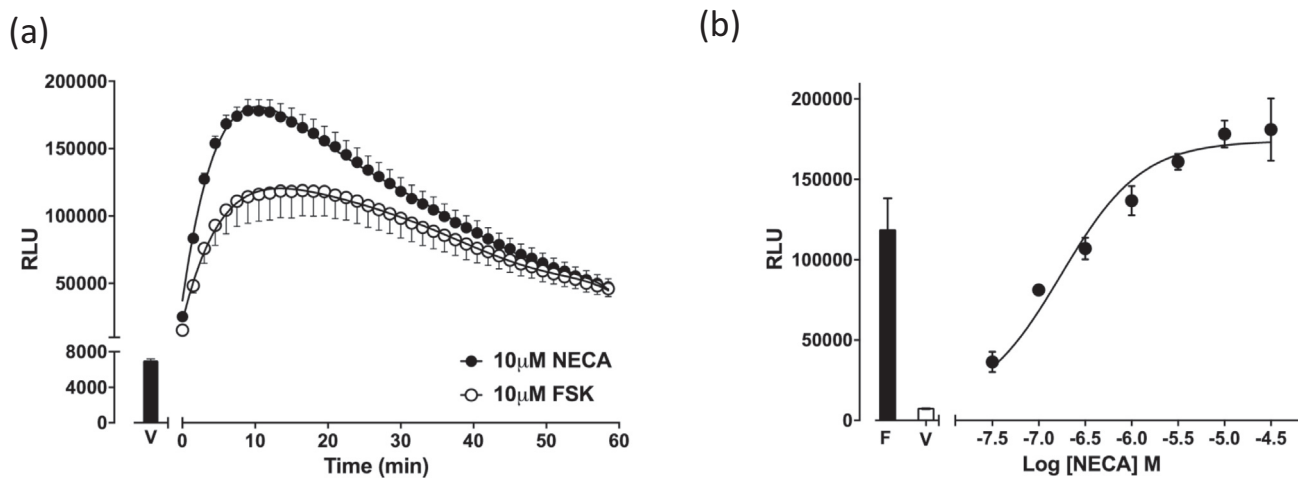 (a)
200000
150000
100000
50000
RLU
8000
4000
0
V
0 10 20 30 40 50 60
Time (min)
10μM NECA
10μM FSK
(b)
200000
150000
100000
50000
0
RLU
F V
-7.5 -7.0 -6.5 -6.0 -5.5 -5.0 -4.5
Log [NECA] M